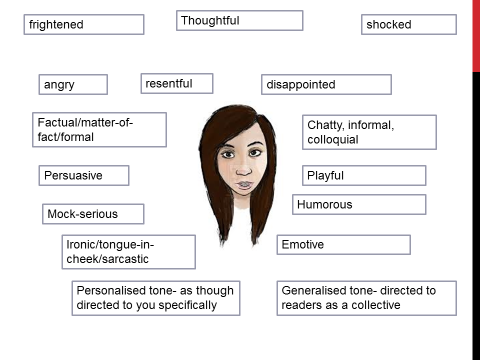 frightened
Thoughtful
shocked
angry
resentful
disappointed
Factual/matter-of-
fact/formal
Chatty, informal,
colloquial
Persuasive
Playful
Mock-serious
Humorous
Ironic/tongue-in-
cheek/sarcastic
Emotive
Personalised tone- as though
directed to you specifically
Generalised tone- directed to
readers as a collective